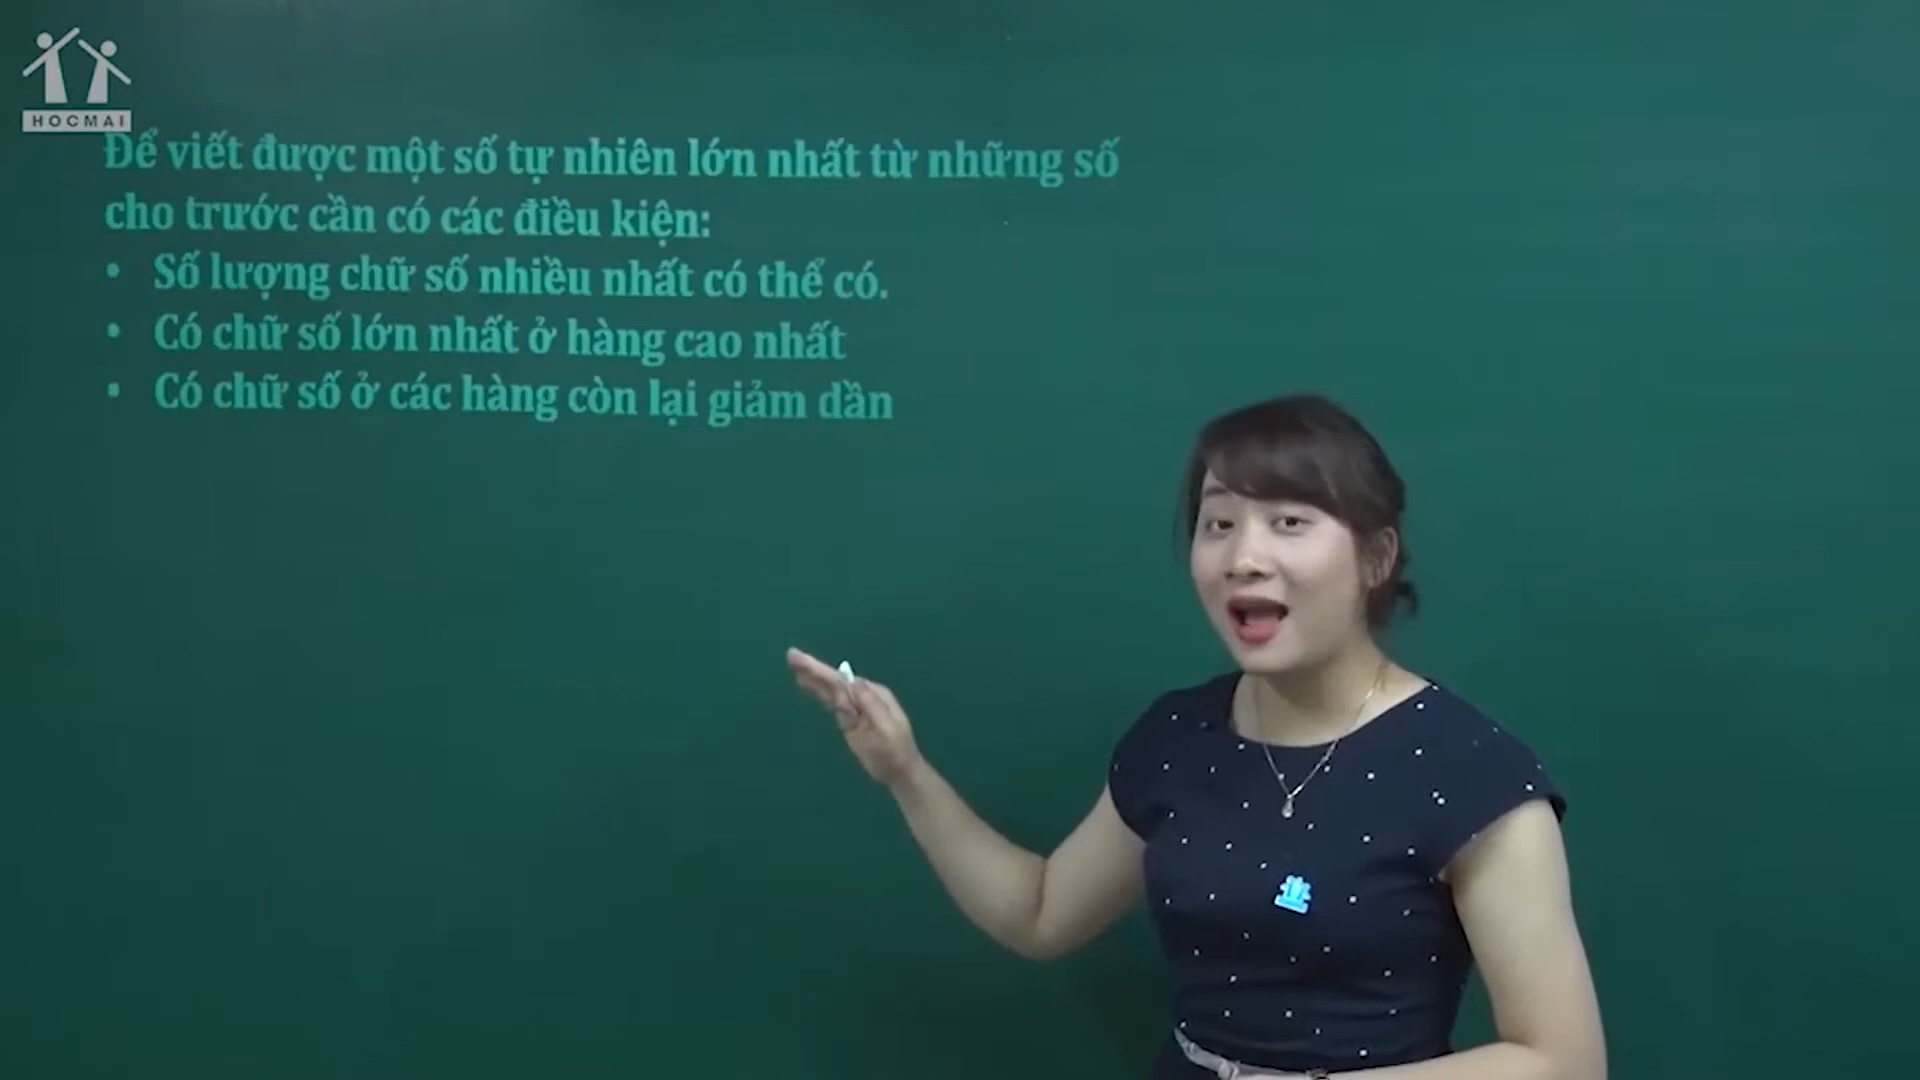 HOCMAI
Để viết được một số tự nhiên lớn nhất từ những số
cho trước cần có các điều kiện:
• Số lượng chữ số nhiều nhất có thể có.
• Có chữ số lớn nhất ở hàng cao nhất
• Có chữ số ở các hàng còn lại giảm dần